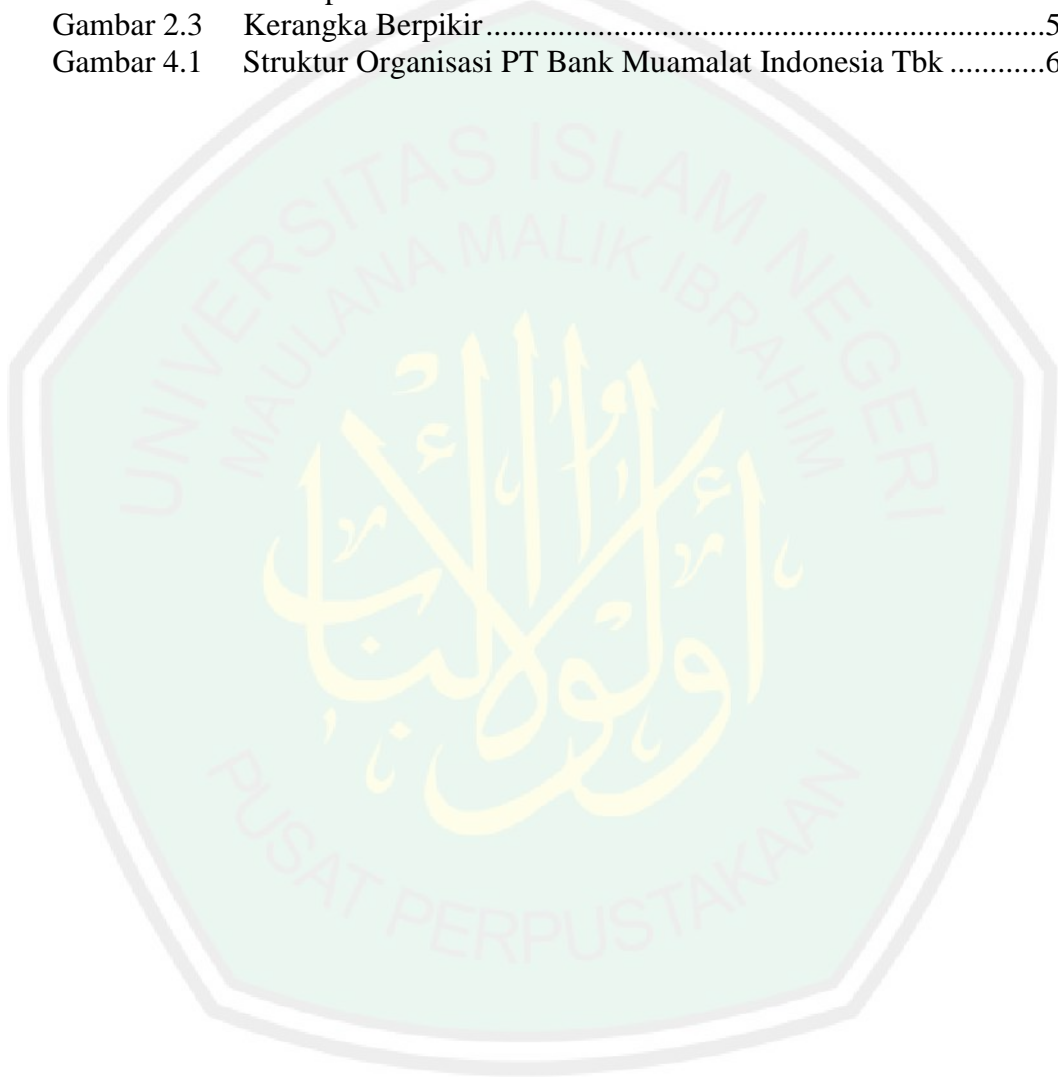 Gambar 2.3 Kerangka Berpikir.......................................................................5
Gambar 4.1 Struktur Organisasi PT Bank Muamalat Indonesia Tbk ............6
UNIVERSITAS ISLAM NEGERI
MAULANA MALIK IBRAHIM
أولوا الألباب
PUSAT PERPUSTAKAAN